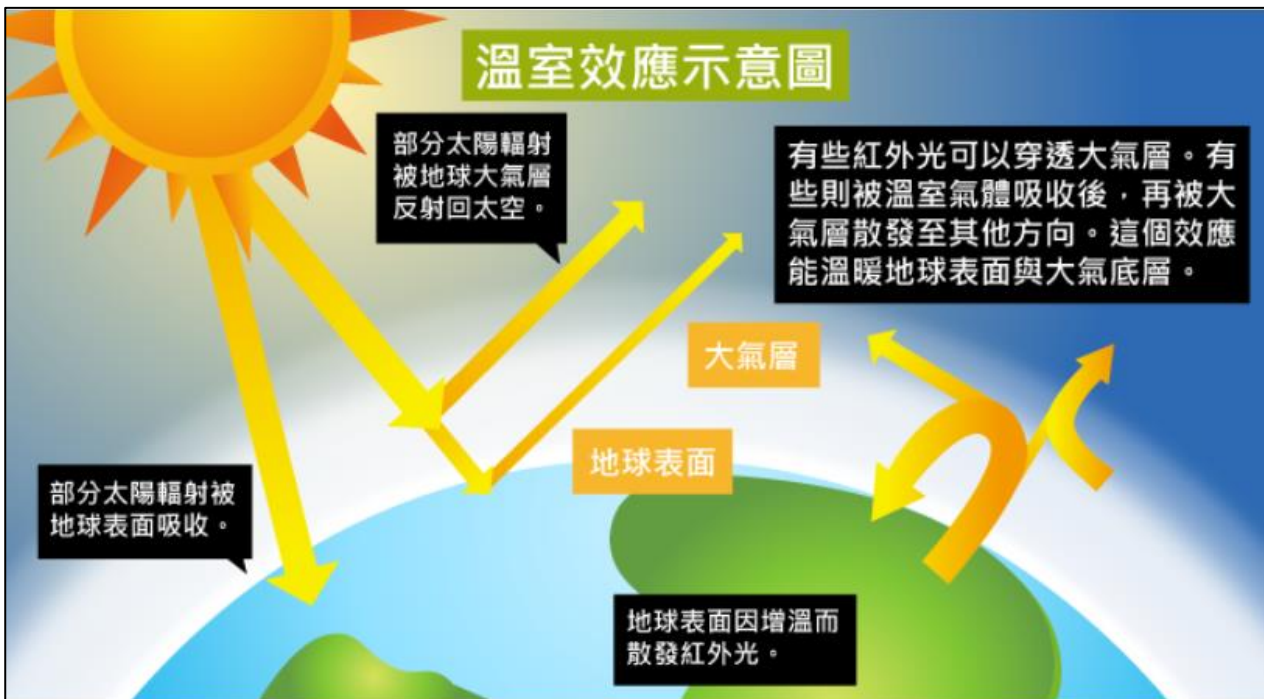 溫室效應示意圖
部分太陽輻射
被地球大氣層
反射回太空。
有些紅外光可以穿透大氣層。有
些則被溫室氣體吸收後，再被大
氣層散發至其他方向。這個效應
能溫暖地球表面與大氣底層。
大氣層
地球表面
部分太陽輻射被
地球表面吸收。
地球表面因增溫而
散發紅外光。